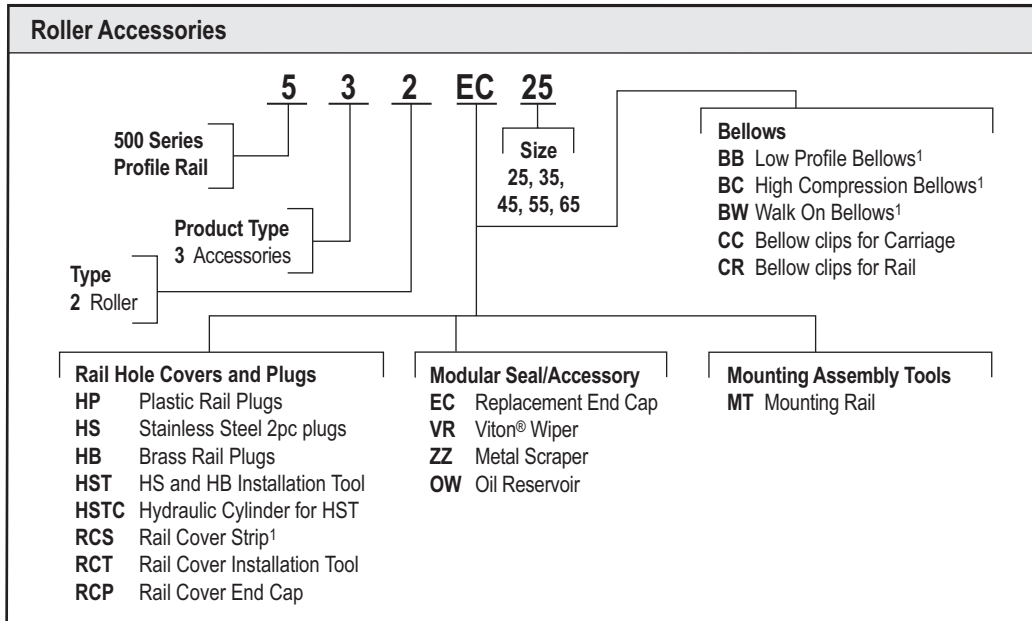 Roller Accessories
5 3 2 EC 25
500 Series
Profile Rail
Product Type
3 Accessories
Type
2 Roller
Size
25, 35,
45, 55, 65
Bellows
BB Low Profile Bellows¹
BC High Compression Bellows¹
BW Walk On Bellows¹
CC Bellow clips for Carriage
CR Bellow clips for Rail
Rail Hole Covers and Plugs
HP Plastic Rail Plugs
HS Stainless Steel 2pc plugs
HB Brass Rail Plugs
HST HS and HB Installation Tool
HSTC Hydraulic Cylinder for HST
RCS Rail Cover Strip¹
RCT Rail Cover Installation Tool
RCP Rail Cover End Cap
Modular Seal/Accessory
EC Replacement End Cap
VR Viton® Wiper
ZZ Metal Scraper
OW Oil Reservoir
Mounting Assembly Tools
MT Mounting Rail